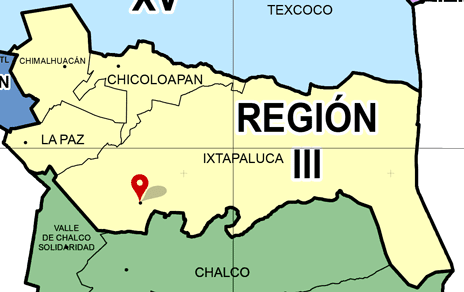 XV
TEXCOCO
CHIMALHUACÁN
TL
N
CHICOLOAPAN
REGIÓN
LA PAZ
IXTAPALUCA
III
VALLE
DE CHALCO
SOLIDARIDAD
CHALCO